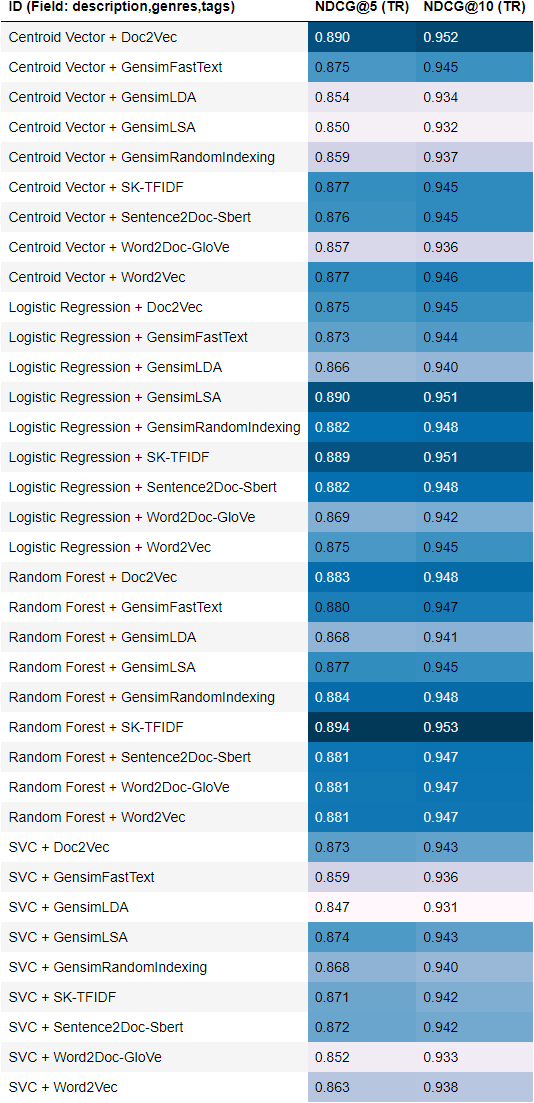 ID (Field: description,genres,tags) NDCG@5 (TR) NDCG@10 (TR)
Centroid Vector + Doc2Vec 0.890 0.952
Centroid Vector + GensimFastText 0.875 0.945
Centroid Vector + GensimLDA 0.854 0.934
Centroid Vector + GensimLSA 0.850 0.932
Centroid Vector + GensimRandomIndexing 0.859 0.937
Centroid Vector + SK-TFIDF 0.877 0.945
Centroid Vector + Sentence2Doc-Sbert 0.876 0.945
Centroid Vector + Word2Doc-GloVe 0.857 0.936
Centroid Vector + Word2Vec 0.877 0.946
Logistic Regression + Doc2Vec 0.875 0.945
Logistic Regression + GensimFastText 0.873 0.944
Logistic Regression + GensimLDA 0.866 0.940
Logistic Regression + GensimLSA 0.890 0.951
Logistic Regression + GensimRandomIndexing 0.882 0.948
Logistic Regression + SK-TFIDF 0.889 0.951
Logistic Regression + Sentence2Doc-Sbert 0.882 0.948
Logistic Regression + Word2Doc-GloVe 0.869 0.942
Logistic Regression + Word2Vec 0.875 0.945
Random Forest + Doc2Vec 0.883 0.948
Random Forest + GensimFastText 0.880 0.947
Random Forest + GensimLDA 0.868 0.941
Random Forest + GensimLSA 0.877 0.945
Random Forest + GensimRandomIndexing 0.884 0.948
Random Forest + SK-TFIDF 0.894 0.953
Random Forest + Sentence2Doc-Sbert 0.881 0.947
Random Forest + Word2Doc-GloVe 0.881 0.947
Random Forest + Word2Vec 0.881 0.947
SVC + Doc2Vec 0.873 0.943
SVC + GensimFastText 0.859 0.936
SVC + GensimLDA 0.847 0.931
SVC + GensimLSA 0.874 0.943
SVC + GensimRandomIndexing 0.868 0.940
SVC + SK-TFIDF 0.871 0.942
SVC + Sentence2Doc-Sbert 0.872 0.942
SVC + Word2Doc-GloVe 0.852 0.933
SVC + Word2Vec 0.863 0.938